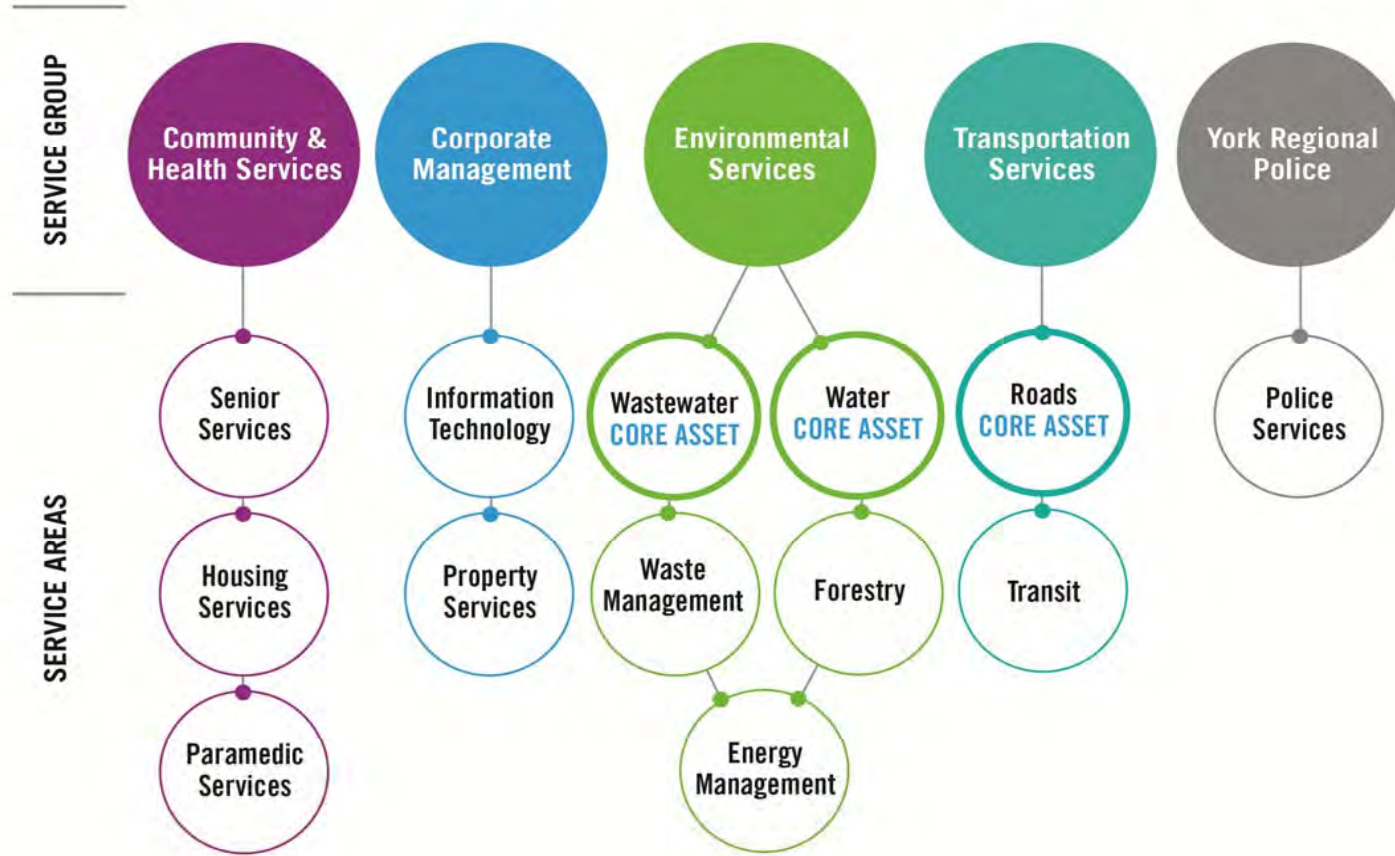 SERVICE GROUP
Community &
Health Services
Corporate
Management
Environmental
Services
Transportation
Services
York Regional
Police
SERVICE AREAS
Senior
Services
Information
Technology
Wastewater
CORE ASSET
Water
CORE ASSET
Roads
CORE ASSET
Police
Services
Housing
Services
Property
Services
Waste
Management
Forestry
Transit
Paramedic
Services
Energy
Management